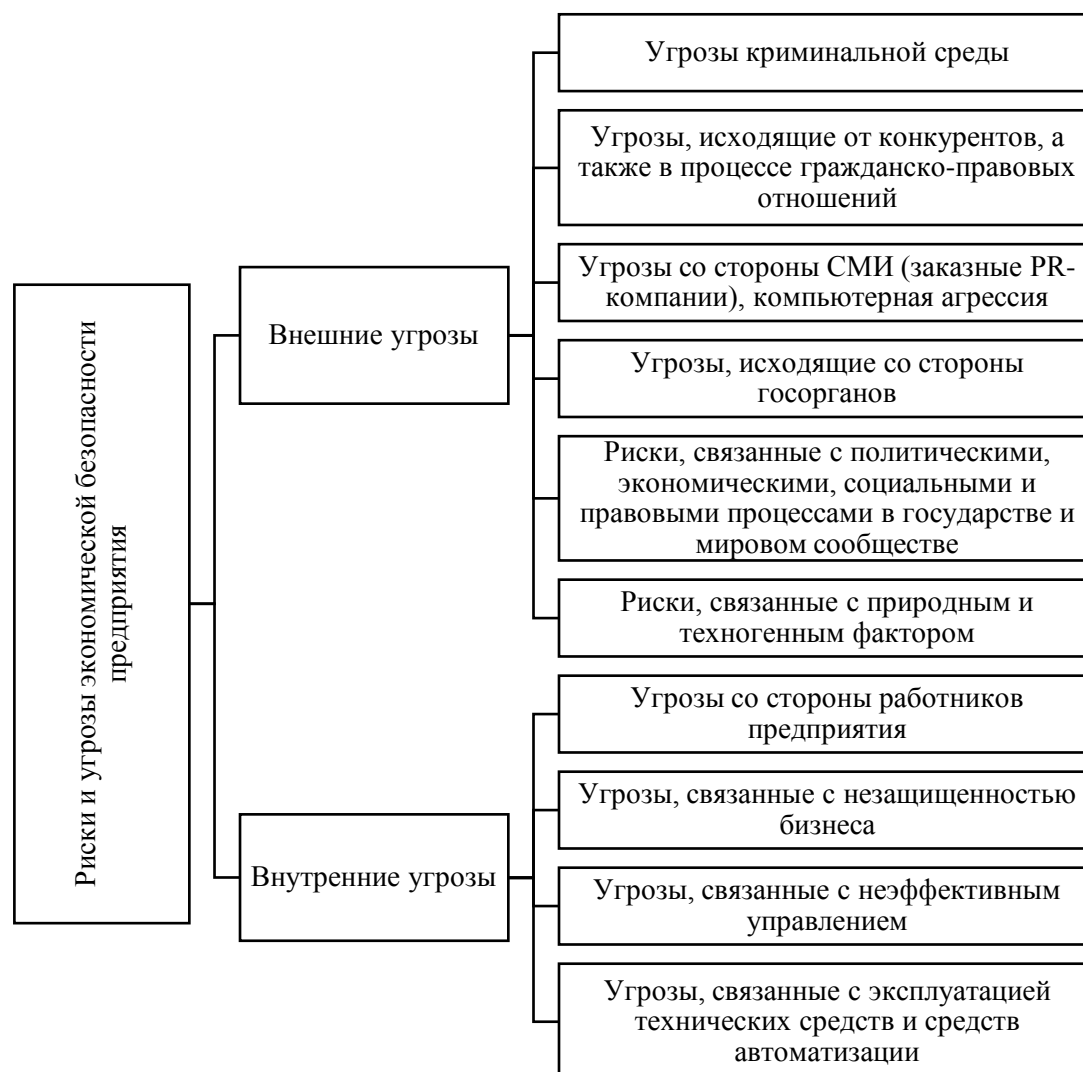 Риски и угрозы экономической безопасности
предприятия
Внешние угрозы
Угрозы криминальной среды
Угрозы, исходящие от конкурентов, а
также в процессе гражданско-правовых
отношений
Угрозы со стороны СМИ (заказные PR-
компании), компьютерная агрессия
Угрозы, исходящие со стороны
госорганов
Риски, связанные с политическими,
экономическими, социальными и
правовыми процессами в государстве и
мировом сообществе
Риски, связанные с природным и
техногенным фактором
Внутренние угрозы
Угрозы со стороны работников
предприятия
Угрозы, связанные с незащищенностью
бизнеса
Угрозы, связанные с неэффективным
управлением
Угрозы, связанные с эксплуатацией
технических средств и средств
автоматизации